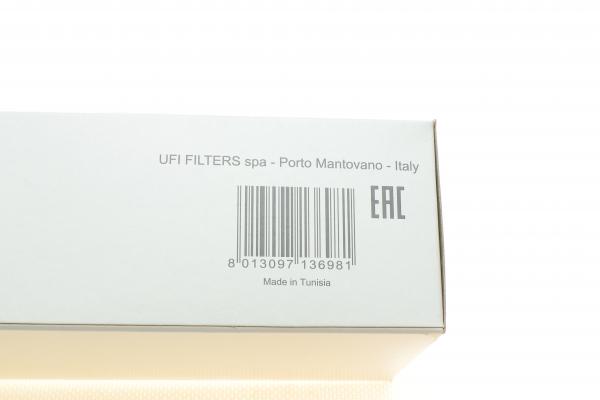 UFI FILTERS spa - Porto Mantovano - Italy
EAC
8 013097 136981
Made in Tunisia